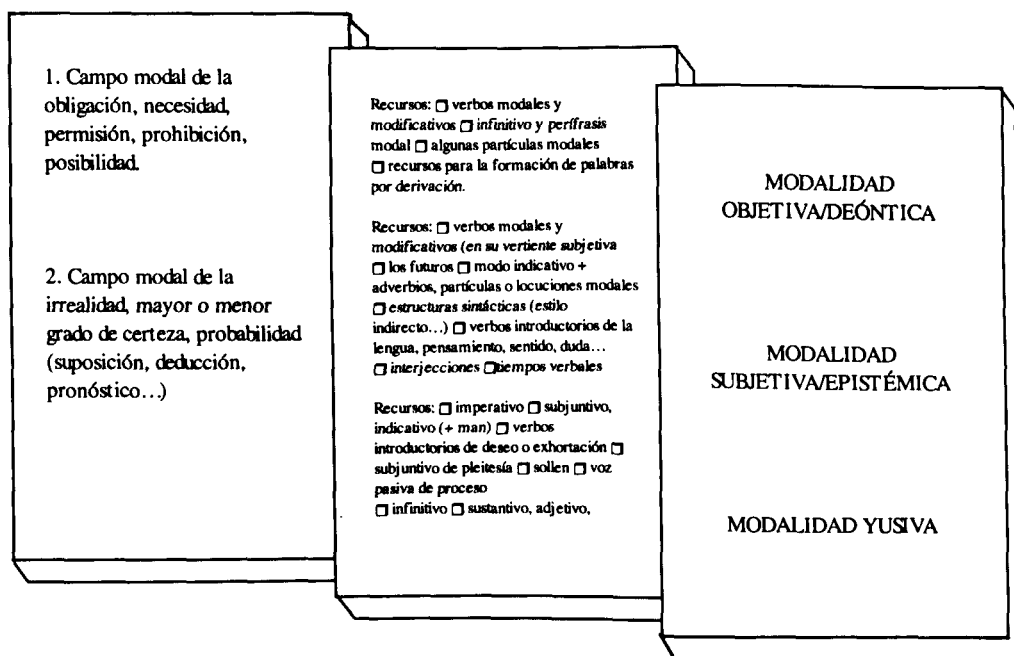 1. Campo modal de la
obligación, necesidad,
permisión, prohibición,
posibilidad.
2. Campo modal de la
irrealidad, mayor o menor
grado de certeza, probabilidad
(suposición, deducción,
pronóstico…)
Recursos: ❒ verbos modales y
modificativos ❒ infinitivo y perífrasis
modal ❒ algunas partículas modales
❒ recursos para la formación de palabras
por derivación.
Recursos: ❒ verbos modales y
modificativos (en su vertiente subjetiva
❒ los futuros ❒ modo indicativo +
adverbios, partículas o locuciones modales
❒ estructuras sintácticas (estilo
indirecto…) ❒ verbos introductorios de la
lengua, pensamiento, sentido, duda…
❒ interjecciones ❒tiempos verbales
Recursos: ❒ imperativo ❒ subjuntivo,
indicativo (+ man) ❒ verbos
introductorios de deseo o exhortación ❒
subjuntivo de pleitesía ❒ sollen ❒ voz
pasiva de proceso
❒ infinitivo ❒ sustantivo, adjetivo,
MODALIDAD
OBJETIVA/DEÓNTICA
MODALIDAD
SUBJETIVA/EPISTÉMICA
MODALIDAD YUSIVA